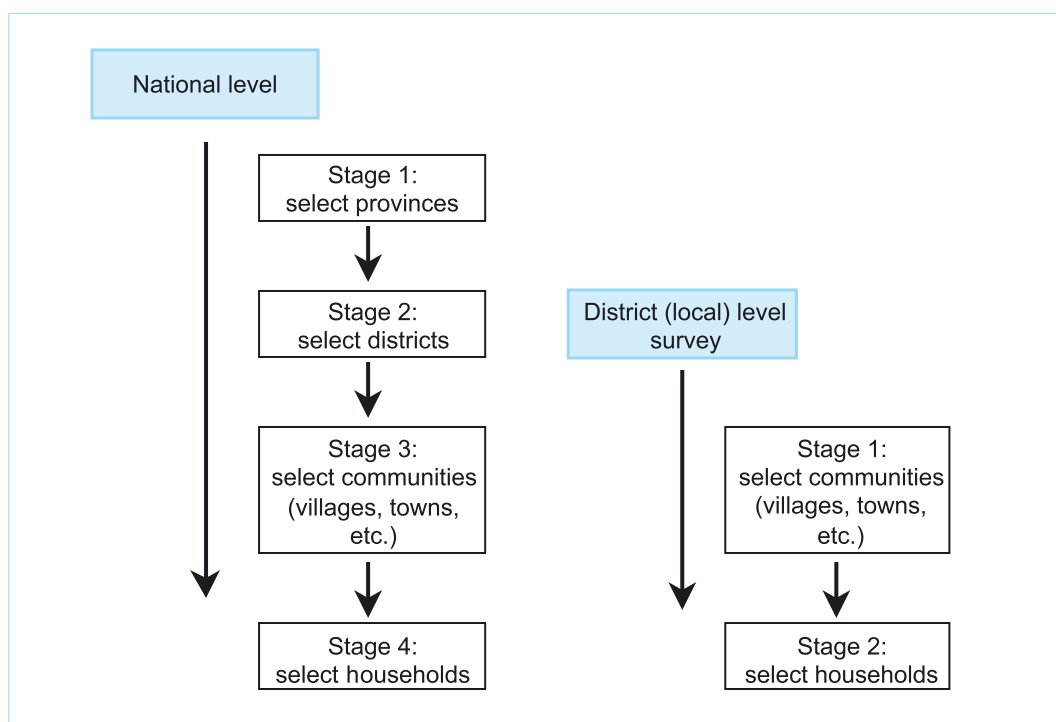 National level
Stage 1:
select provinces
Stage 2:
select districts
Stage 3:
select communities
(villages, towns,
etc.)
Stage 4:
select households
District (local) level
survey
Stage 1:
select communities
(villages, towns,
etc.)
Stage 2:
select households